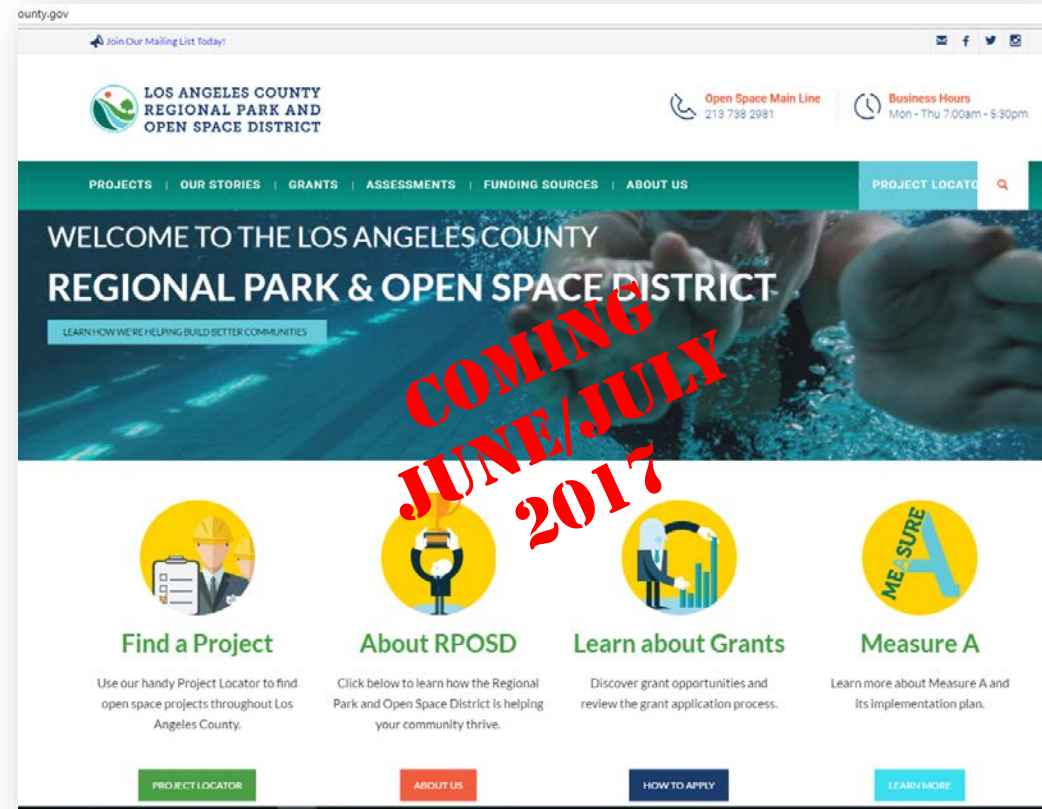 ounty.gov
Join Our Mailing List Today!
LOS ANGELES COUNTY
REGIONAL PARK AND
OPEN SPACE DISTRICT
Open Space Main Line
213 738 2981
Business Hours
Mon - Thu 7:00am - 5:30pm
PROJECTS | OUR STORIES | GRANTS | ASSESSMENTS | FUNDING SOURCES | ABOUT US
PROJECT LOCATO
WELCOME TO THE LOS ANGELES COUNTY
REGIONAL PARK & OPEN SPACE DISTRICT
LEARN HOW WE'RE HELPING BUILD BETTER COMMUNITIES
COMING
JUNE/JULY
2017
MEASURE A
Find a Project
Use our handy Project Locator to find
open space projects throughout Los
Angeles County.
PROJECT LOCATOR
About RPOSD
Click below to learn how the Regional
Park and Open Space District is helping
your community thrive.
ABOUT US
Learn about Grants
Discover grant opportunities and
review the grant application process.
HOW TO APPLY
Measure A
Learn more about Measure A and
its implementation plan.
LEARN MORE